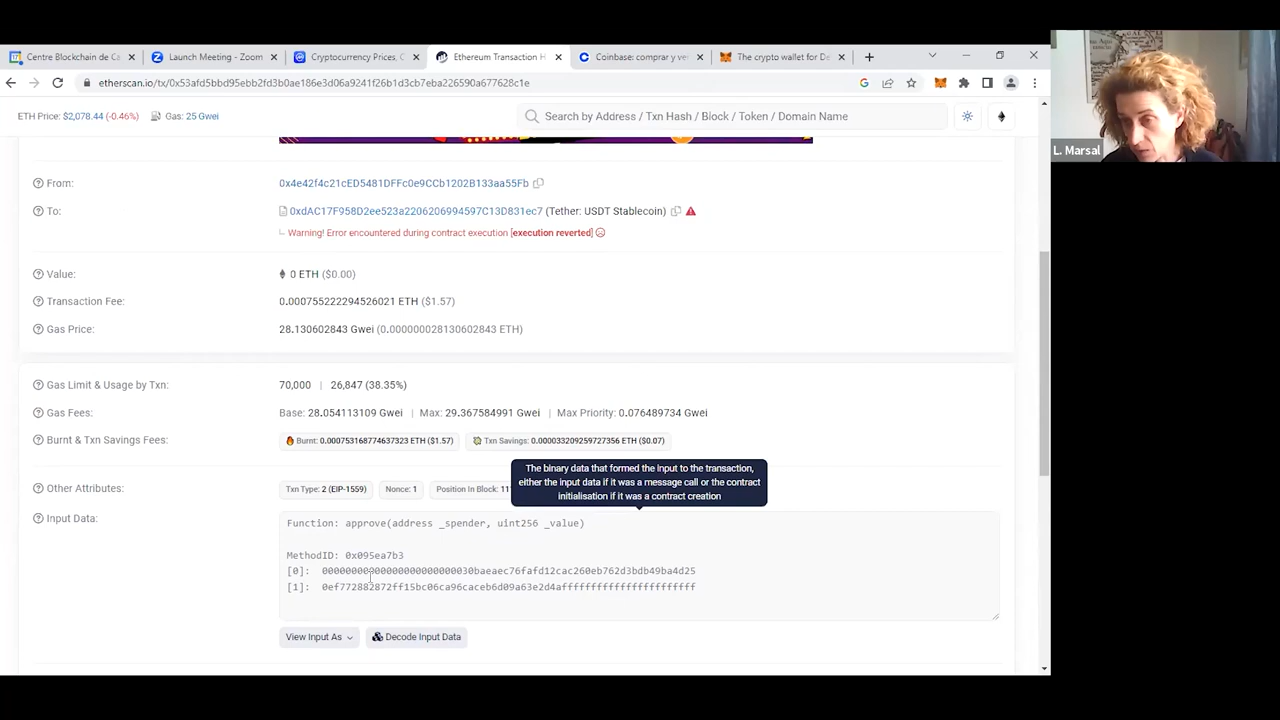 Centre Blockchain de Ca
Launch Meeting - Zoom
Cryptocurrency Prices, C
Ethereum Transaction H
Coinbase: comprar y ve
The crypto wallet for De
etherscan.io/tx/0x53afd5bbd95ebb2fd3b0ae186e3d06a9241f26b1d3cb7eba226590a677628c1e
ETH Price: $2,078.44 (-0.46%) Gas: 25 Gwei
Search by Address / Txn Hash / Block / Token / Domain Name
L. Marsal
From: 0x4e42f4c21cED5481DFFc0e9CCb1202B133aa55Fb
To: 0xdAC17F958D2ee523a2206206994597C13D831ec7 (Tether: USDT Stablecoin)
Warning! Error encountered during contract execution [execution reverted]
Value: 0 ETH ($0.00)
Transaction Fee: 0.000755222294526021 ETH ($1.57)
Gas Price: 28.130602843 Gwei (0.000000028130602843 ETH)
Gas Limit & Usage by Txn: 70,000 | 26,847 (38.35%)
Gas Fees: Base: 28.054113109 Gwei | Max: 29.367584991 Gwei | Max Priority: 0.076489734 Gwei
Burnt & Txn Savings Fees: Burnt: 0.000753168774637323 ETH ($1.57) Txn Savings: 0.000033209259727356 ETH ($0.07)
The binary data that formed the input to the transaction,
either the input data if it was a message call or the contract
initialisation if it was a contract creation
Other Attributes: Txn Type: 2 (EIP-1559) Nonce: 1 Position In Block:
Input Data:
Function: approve(address _spender, uint256 _value)
MethodID: 0x095ea7b3
[0]: 00000000000000000000000030baeaec76fafd12cac260eb762d3bdb49ba4d25
[1]: 0ef772882872ff15bc06ca96caceb6d09a63e2d4afffffffffffffffffffffff
View Input As
Decode Input Data